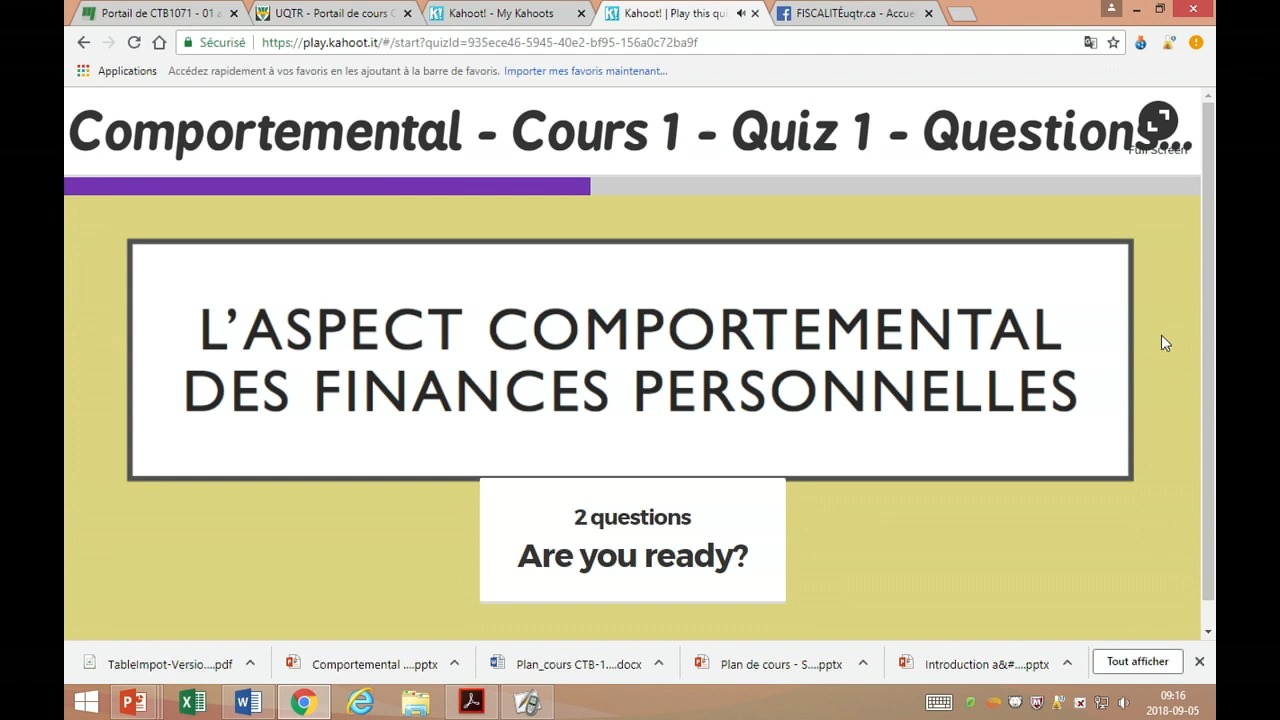 Portail de CTB1071 - 01 a
UQTR - Portail de cours C
Kahoot! - My Kahoots
Kahoot! | Play this qui
FISCALITÉuqtr.ca - Accue
Sécurisé
https://play.kahoot.it/#/start?quizId=935ece46-5945-40e2-bf95-156a0c72ba9f
Applications
Accédez rapidement à vos favoris en les ajoutant à la barre de favoris.
Importer mes favoris maintenant...
Comportemental - Cours 1 - Quiz 1 - Questions...
Full Screen
L'ASPECT COMPORTEMENTAL
DES FINANCES PERSONNELLES
2 questions
Are you ready?
TableImpot-Versio....pdf
Comportemental ....pptx
Plan_cours CTB-1....docx
Plan de cours - S....pptx
Introduction a&#....pptx
Tout afficher
09:16
2018-09-05